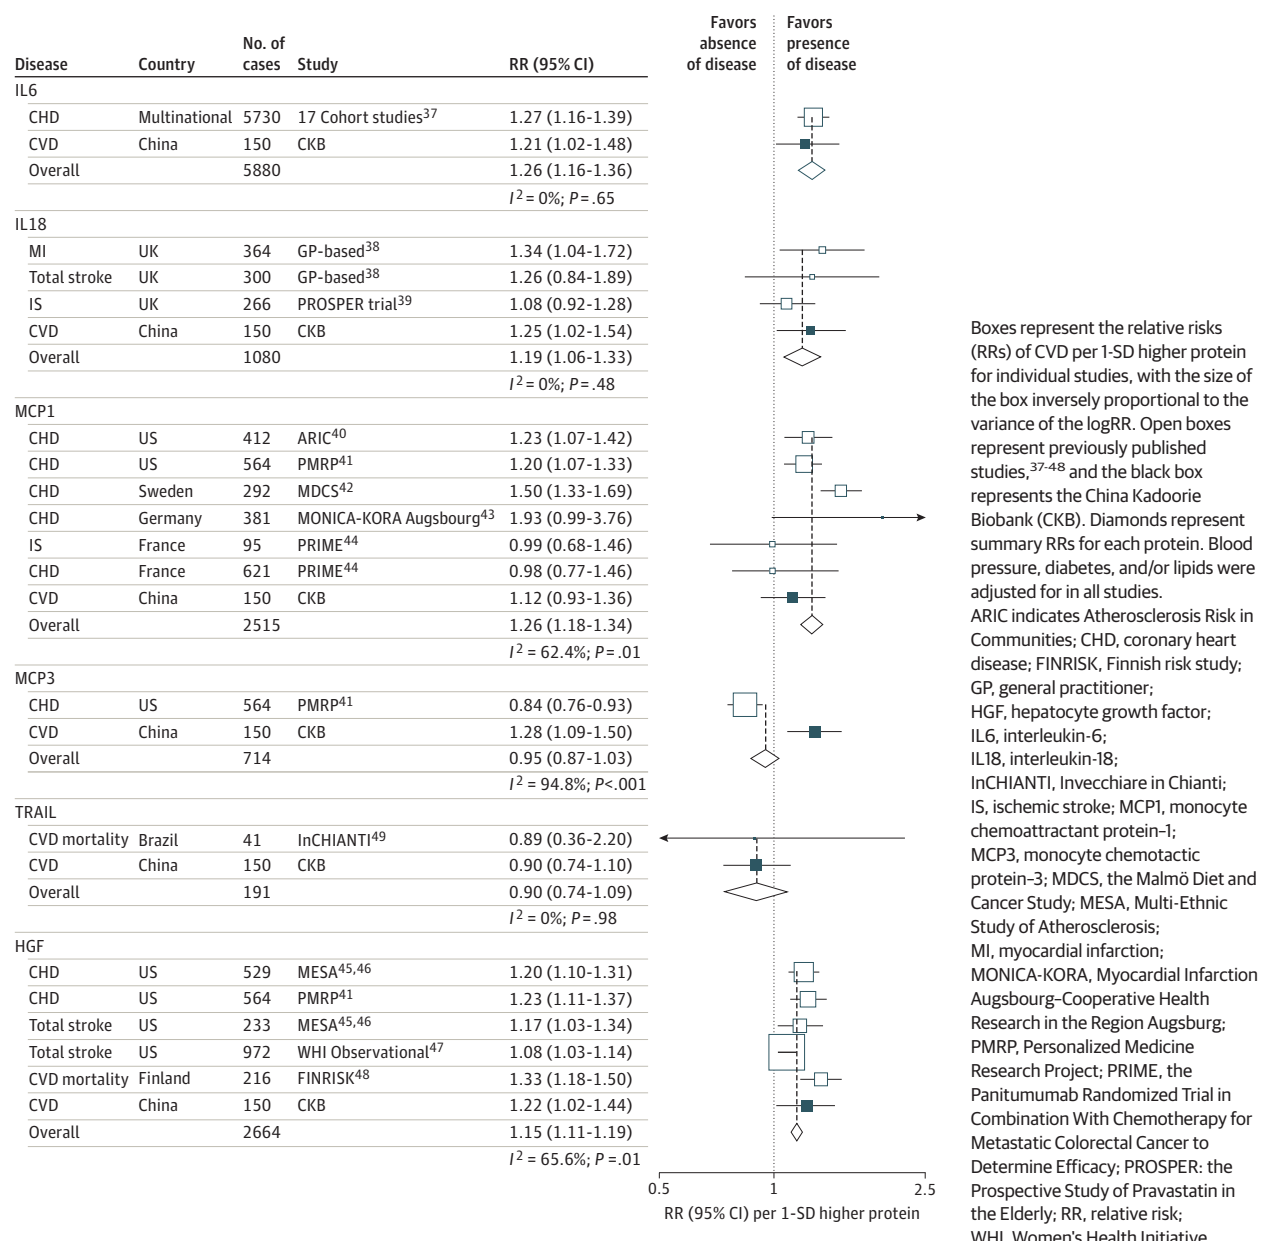 Favors absence of disease
Favors presence of disease
Disease Country No. of cases Study RR (95% CI)
IL6
CHD Multinational 5730 17 Cohort studies37 1.27 (1.16-1.39)
CVD China 150 CKB 1.21 (1.02-1.48)
Overall 5880 1.26 (1.16-1.36)
I2 = 0%; P = .65
IL18
MI UK 364 GP-based38 1.34 (1.04-1.72)
Total stroke UK 300 GP-based38 1.26 (0.84-1.89)
IS UK 266 PROSPER trial39 1.08 (0.92-1.28)
CVD China 150 CKB 1.25 (1.02-1.54)
Overall 1080 1.19 (1.06-1.33)
I2 = 0%; P = .48
MCP1
CHD US 412 ARIC40 1.23 (1.07-1.42)
CHD US 564 PMRP41 1.20 (1.07-1.33)
CHD Sweden 292 MDCS42 1.50 (1.33-1.69)
CHD Germany 381 MONICA-KORA Augsbourg43 1.93 (0.99-3.76)
IS France 95 PRIME44 0.99 (0.68-1.46)
CHD France 621 PRIME44 0.98 (0.77-1.46)
CVD China 150 CKB 1.12 (0.93-1.36)
Overall 2515 1.26 (1.18-1.34)
I2 = 62.4%; P = .01
MCP3
CHD US 564 PMRP41 0.84 (0.76-0.93)
CVD China 150 CKB 1.28 (1.09-1.50)
Overall 714 0.95 (0.87-1.03)
I2 = 94.8%; P<.001
TRAIL
CVD mortality Brazil 41 InCHIANTI49 0.89 (0.36-2.20)
CVD China 150 CKB 0.90 (0.74-1.10)
Overall 191 0.90 (0.74-1.09)
I2 = 0%; P = .98
HGF
CHD US 529 MESA45,46 1.20 (1.10-1.31)
CHD US 564 PMRP41 1.23 (1.11-1.37)
Total stroke US 233 MESA45,46 1.17 (1.03-1.34)
Total stroke US 972 WHI Observational47 1.08 (1.03-1.14)
CVD mortality Finland 216 FINRISK48 1.33 (1.18-1.50)
CVD China 150 CKB 1.22 (1.02-1.44)
Overall 2664 1.15 (1.11-1.19)
I2 = 65.6%; P = .01
0.5 1 2.5
RR (95% CI) per 1-SD higher protein
Boxes represent the relative risks
(RRs) of CVD per 1-SD higher protein
for individual studies, with the size of
the box inversely proportional to the
variance of the logRR. Open boxes
represent previously published
studies,37-48 and the black box
represents the China Kadoorie
Biobank (CKB). Diamonds represent
summary RRs for each protein. Blood
pressure, diabetes, and/or lipids were
adjusted for in all studies.
ARIC indicates Atherosclerosis Risk in
Communities; CHD, coronary heart
disease; FINRISK, Finnish risk study;
GP, general practitioner;
HGF, hepatocyte growth factor;
IL6, interleukin-6;
IL18, interleukin-18;
InCHIANTI, Invecchiare in Chianti;
IS, ischemic stroke; MCP1, monocyte
chemoattractant protein-1;
MCP3, monocyte chemotactic
protein-3; MDCS, the Malmö Diet and
Cancer Study; MESA, Multi-Ethnic
Study of Atherosclerosis;
MI, myocardial infarction;
MONICA-KORA, Myocardial Infarction
Augsbourg-Cooperative Health
Research in the Region Augsburg;
PMRP, Personalized Medicine
Research Project; PRIME, the
Panitumumab Randomized Trial in
Combination With Chemotherapy for
Metastatic Colorectal Cancer to
Determine Efficacy; PROSPER: the
Prospective Study of Pravastatin in
the Elderly; RR, relative risk;
WHI, Women's Health Initiative